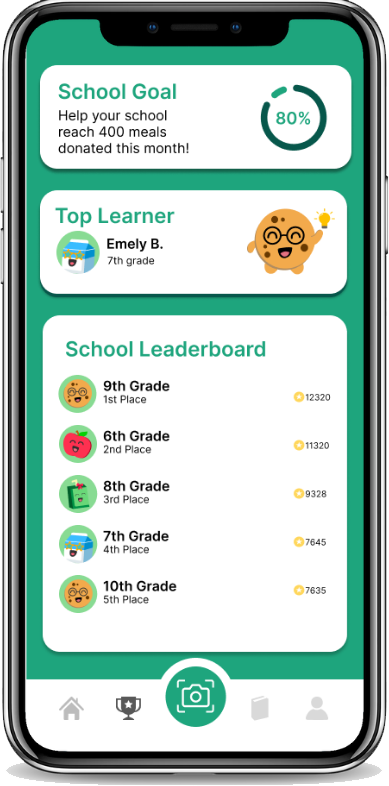 School Goal
Help your school
reach 400 meals
donated this month!
80%
Top Learner
Emely B.
7th grade
School Leaderboard
9th Grade
1st Place
12320
6th Grade
2nd Place
11320
8th Grade
3rd Place
9328
7th Grade
4th Place
7645
10th Grade
5th Place
7635